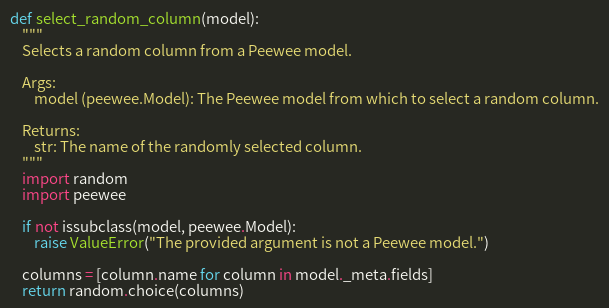 def select_random_column(model):
    """
    Selects a random column from a Peewee model.

    Args:
        model (peewee.Model): The Peewee model from which to select a random column.

    Returns:
        str: The name of the randomly selected column.
    """
    import random
    import peewee

    if not issubclass(model, peewee.Model):
        raise ValueError("The provided argument is not a Peewee model.")

    columns = [column.name for column in model._meta.fields]
    return random.choice(columns)